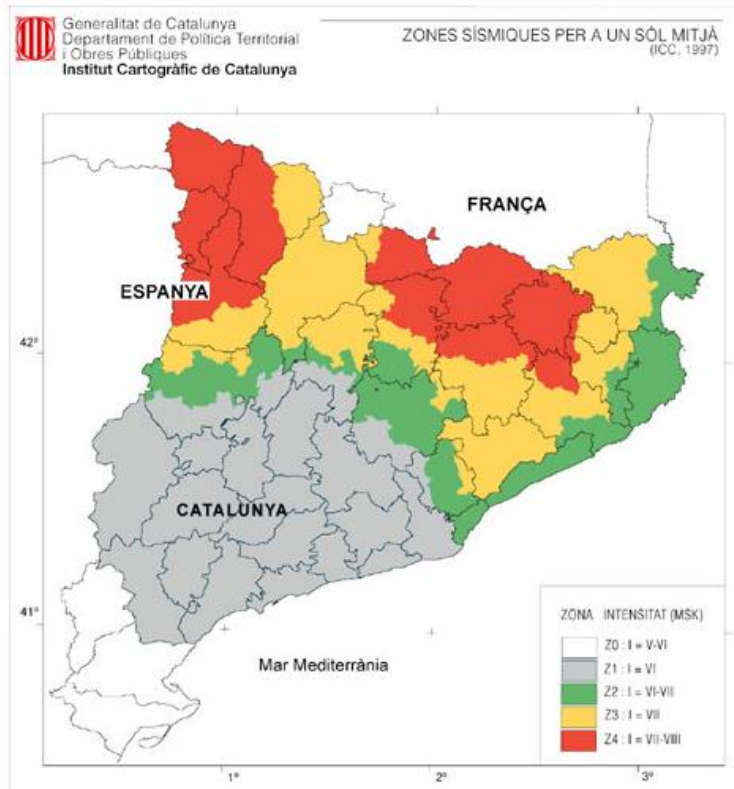 Generalitat de Catalunya
Departament de Política Territorial
i Obres Públiques
Institut Cartogràfic de Catalunya
ZONES SÍSMIQUES PER A UN SÒL MITJÀ
(ICC, 1997)
FRANÇA
ESPANYA
42°
CATALUNYA
41°
Mar Mediterrània
ZONA INTENSITAT (MSK)
Z0 : I = V-VI
Z1 : I = VI
Z2 : I = VI-VII
Z3 : I = VII
Z4 : I = VII-VIII
1° 2° 3°